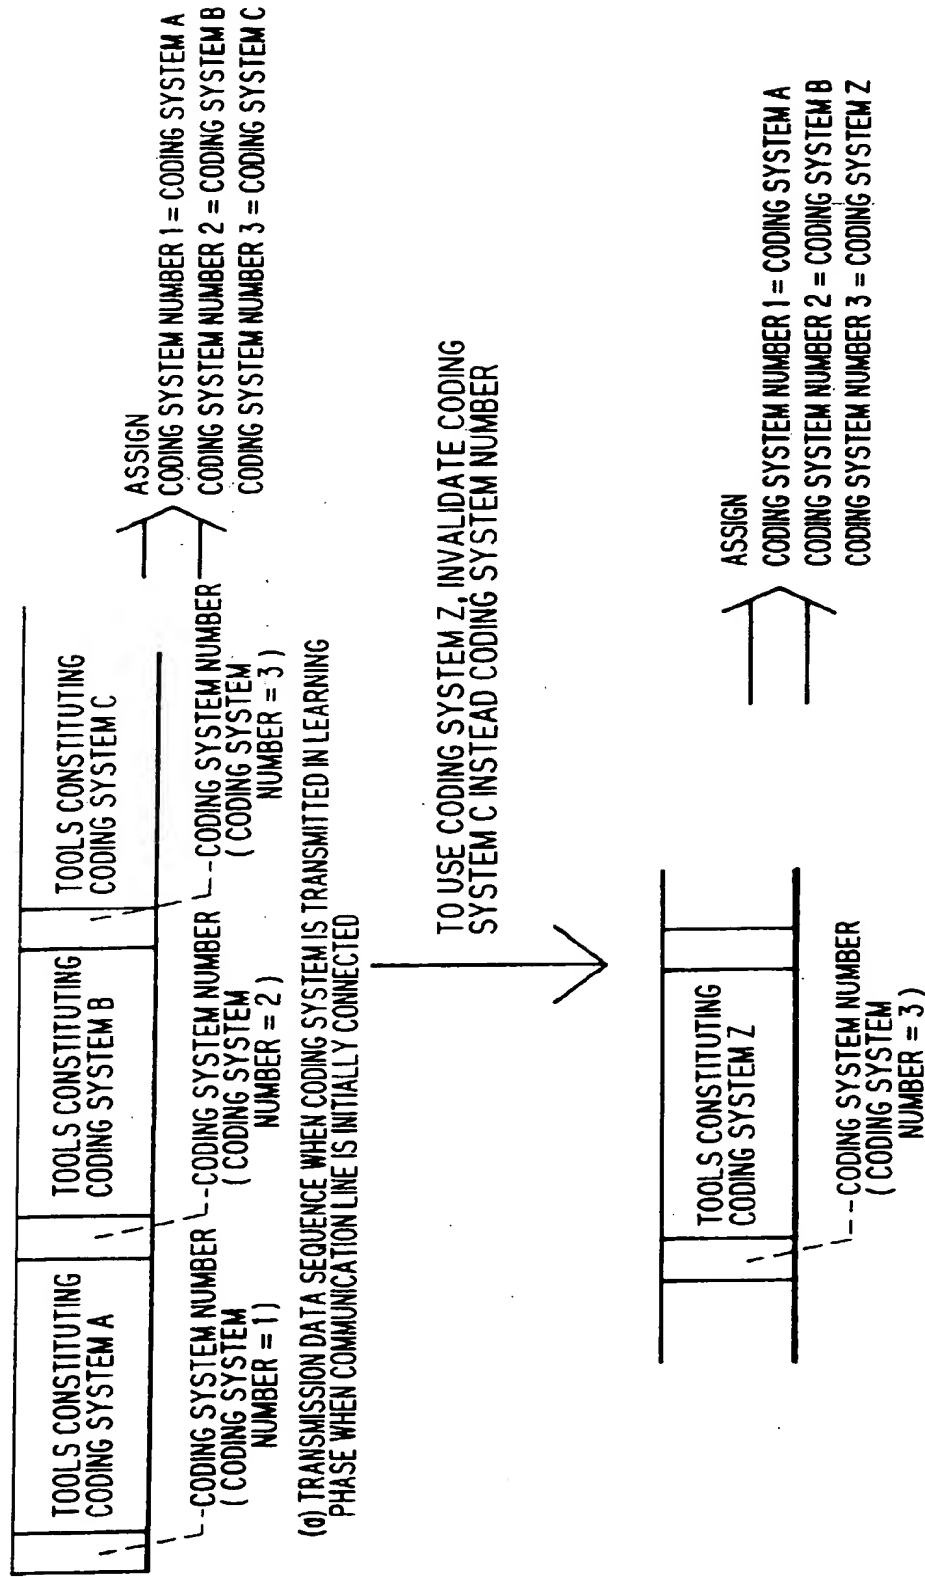 TOOLS CONSTITUTING
CODING SYSTEM A
TOOLS CONSTITUTING
CODING SYSTEM B
TOOLS CONSTITUTING
CODING SYSTEM C
CODING SYSTEM NUMBER
( CODING SYSTEM
NUMBER = 1 )
CODING SYSTEM NUMBER
( CODING SYSTEM
NUMBER = 2 )
CODING SYSTEM NUMBER
( CODING SYSTEM
NUMBER = 3 )
ASSIGN
CODING SYSTEM NUMBER 1 = CODING SYSTEM A
CODING SYSTEM NUMBER 2 = CODING SYSTEM B
CODING SYSTEM NUMBER 3 = CODING SYSTEM C
(a) TRANSMISSION DATA SEQUENCE WHEN CODING SYSTEM IS TRANSMITTED IN LEARNING
PHASE WHEN COMMUNICATION LINE IS INITIALLY CONNECTED
TO USE CODING SYSTEM Z, INVALIDATE CODING
SYSTEM C INSTEAD CODING SYSTEM NUMBER
TOOLS CONSTITUTING
CODING SYSTEM Z
CODING SYSTEM NUMBER
( CODING SYSTEM
NUMBER = 3 )
ASSIGN
CODING SYSTEM NUMBER 1 = CODING SYSTEM A
CODING SYSTEM NUMBER 2 = CODING SYSTEM B
CODING SYSTEM NUMBER 3 = CODING SYSTEM Z